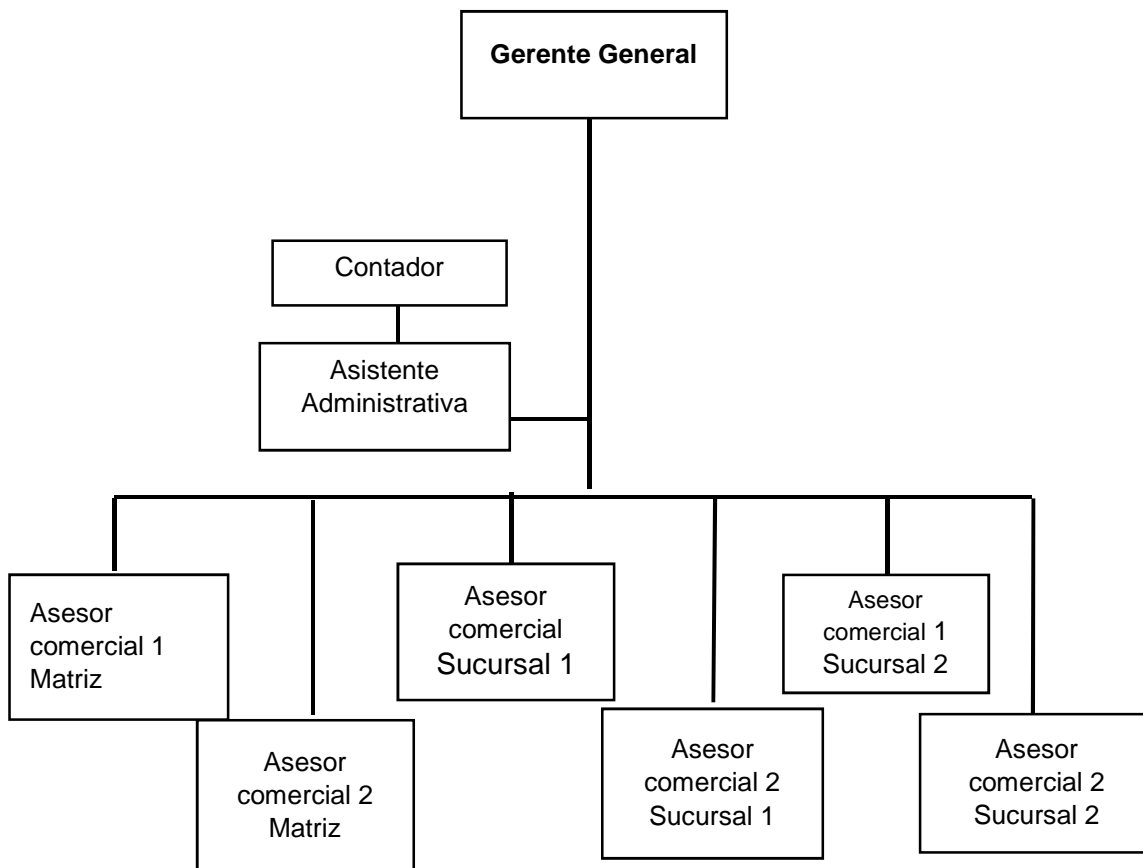 Gerente General
Contador
Asistente
Administrativa
Asesor
comercial 1
Matriz
Asesor
comercial 2
Matriz
Asesor
comercial
Sucursal 1
Asesor
comercial 2
Sucursal 1
Asesor
comercial 1
Sucursal 2
Asesor
comercial 2
Sucursal 2